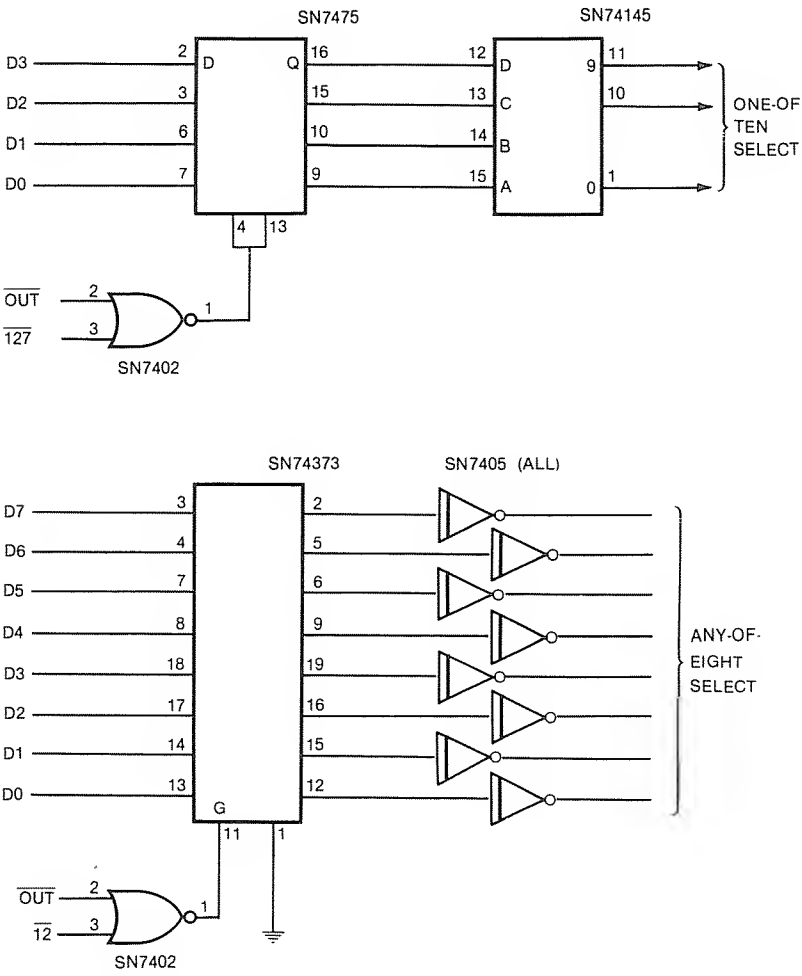 SN7475
SN74145
D3 2 D Q 16 12 D 9 11
D2 3 15 13 C 10
D1 6 10 14 B
D0 7 9 15 A 0 1
ONE-OF
TEN
SELECT
4 13
OUT 2
127 3
1
SN7402
SN74373
SN7405 (ALL)
D7 3 2
D6 4 5
D5 7 6
D4 8 9
D3 18 19
D2 17 16
D1 14 15
D0 13 12
ANY-OF-
EIGHT
SELECT
G
11 1
OUT 2
12 3
1
SN7402